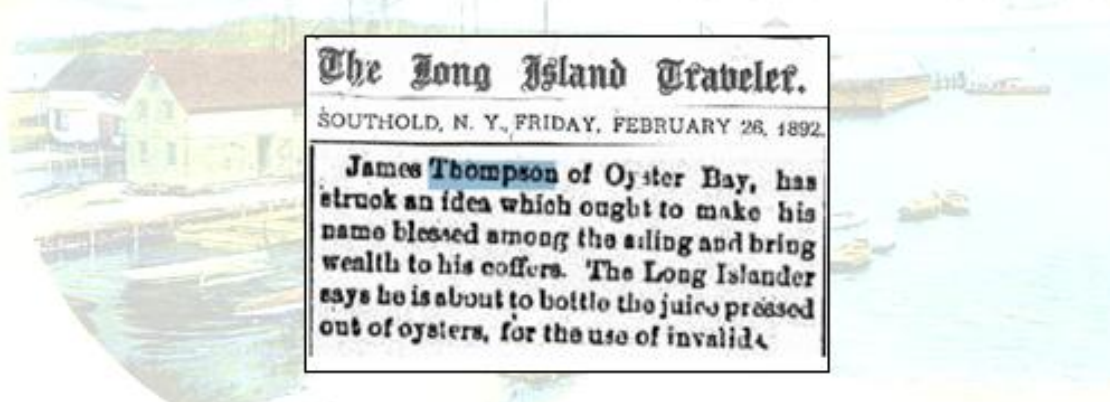 The Long Island Traveler.
SOUTHOLD, N. Y., FRIDAY, FEBRUARY 26, 1892.
James Thompson of Oyster Bay, has
struck an idea which ought to make his
name blessed among the ailing and bring
wealth to his coffers. The Long Islander
says he is about to bottle the juice pressed
out of oysters, for the use of invalids